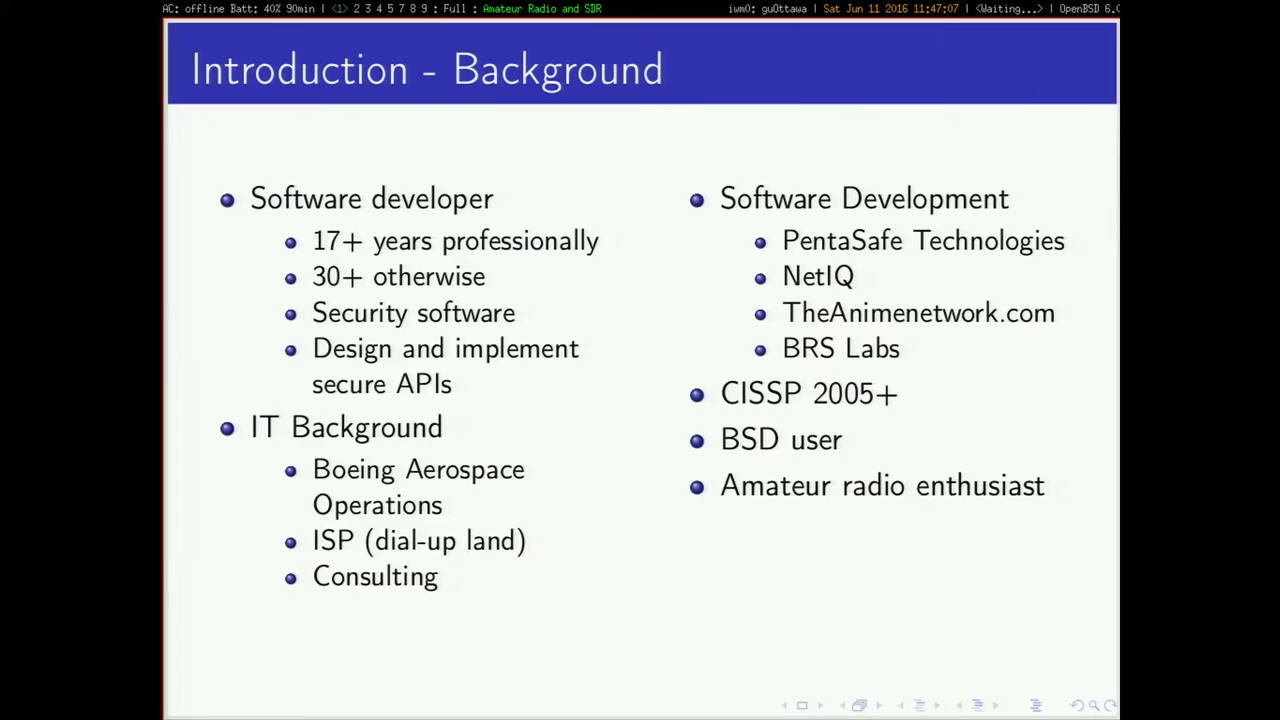 AC: offline Batt: 40% 90min | <1> 2 3 4 5 7 8 9 : Full : Amateur Radio and SDR iwm0: guOttawa | Sat Jun 11 2016 11:47:07 | <Waiting...> | OpenBSD 6.
Introduction - Background
Software developer
17+ years professionally
30+ otherwise
Security software
Design and implement
secure APIs
IT Background
Boeing Aerospace
Operations
ISP (dial-up land)
Consulting
Software Development
PentaSafe Technologies
NetIQ
TheAnimenetwork.com
BRS Labs
CISSP 2005+
BSD user
Amateur radio enthusiast